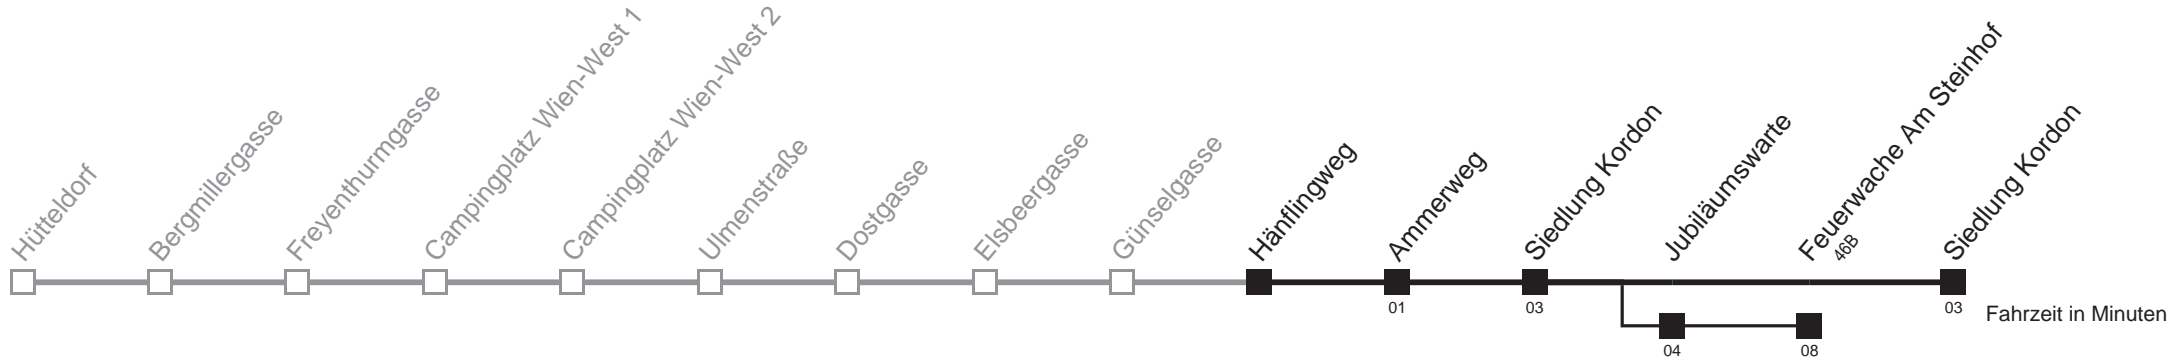 Hütteldorf
Bergmillergasse
Freyenthurmgasse
Campingplatz Wien-West 1
Campingplatz Wien-West 2
Ulmenstraße
Dostgasse
Elsbeergasse
Günselgasse
Hänflingweg
Ammerweg
Siedlung Kordon
Jubiläumswarte
Feuerwache Am Steinhof
46B
Siedlung Kordon
01
03
03
Fahrzeit in Minuten
04
08